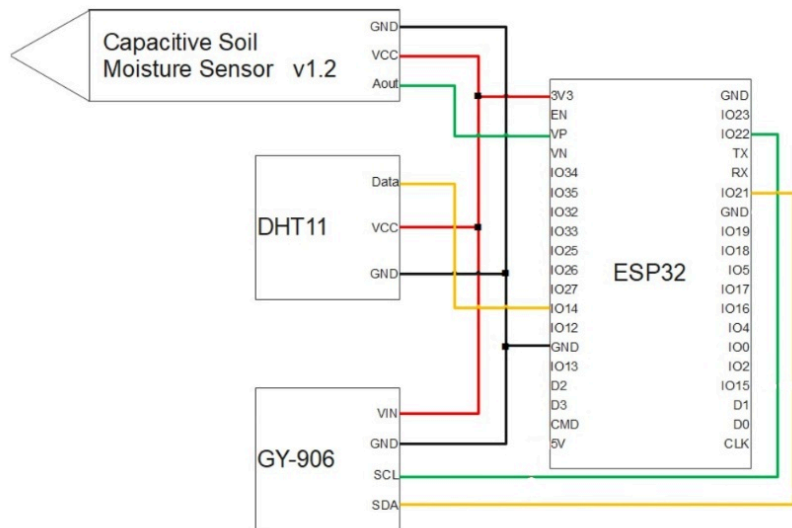 Capacitive Soil
Moisture Sensor v1.2
GND
VCC
Aout
DHT11
Data
VCC
GND
GY-906
VIN
GND
SCL
SDA
ESP32
3V3
EN
VP
VN
IO34
IO35
IO32
IO33
IO25
IO26
IO27
IO14
IO12
GND
IO13
D2
D3
CMD
5V
GND
IO23
IO22
TX
RX
IO21
GND
IO19
IO18
IO5
IO17
IO16
IO4
IO0
IO2
IO15
D1
D0
CLK